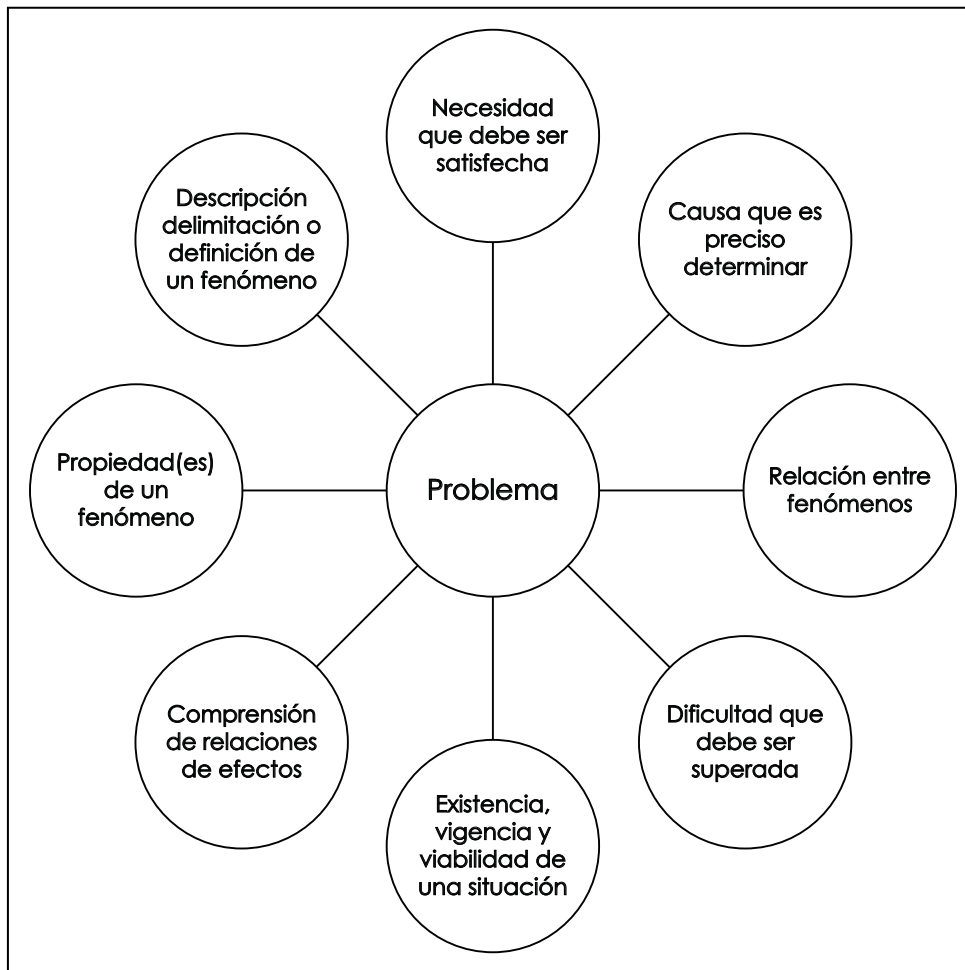 Necesidad
que debe ser
satisfecha
Descripción
delimitación o
definición de
un fenómeno
Causa que es
preciso
determinar
Propiedad(es)
de un
fenómeno
Problema
Relación entre
fenómenos
Comprensión
de relaciones
de efectos
Dificultad que
debe ser
superada
Existencia,
vigencia y
viabilidad de
una situación